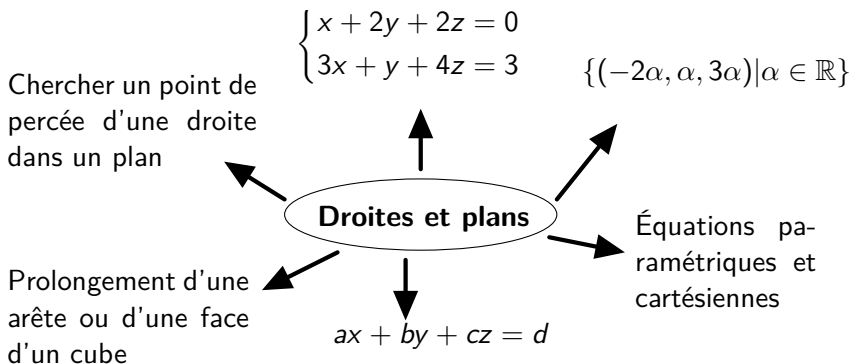 x + 2y + 2z = 0
3x + y + 4z = 3
{(−2α, α, 3α)|α ∈ ℝ}
Chercher un point de
percée d'une droite
dans un plan
Droites et plans
Équations pa-
ramétriques et
cartésiennes
Prolongement d'une
arête ou d'une face
d'un cube
ax + by + cz = d